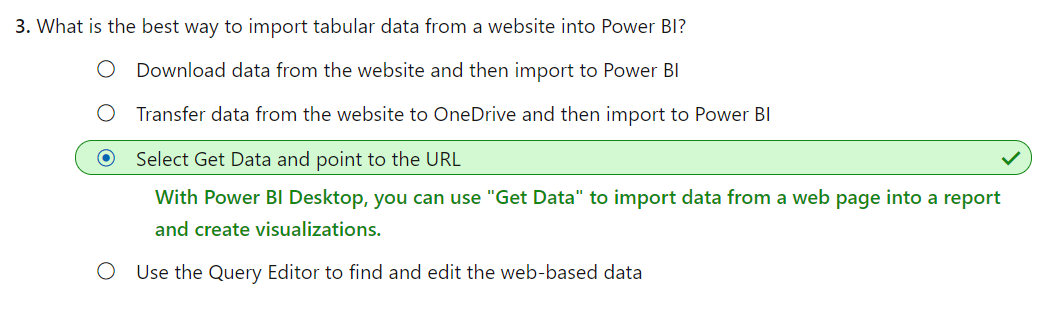 3. What is the best way to import tabular data from a website into Power BI?
Download data from the website and then import to Power BI
Transfer data from the website to OneDrive and then import to Power BI
Select Get Data and point to the URL
With Power BI Desktop, you can use "Get Data" to import data from a web page into a report
and create visualizations.
Use the Query Editor to find and edit the web-based data